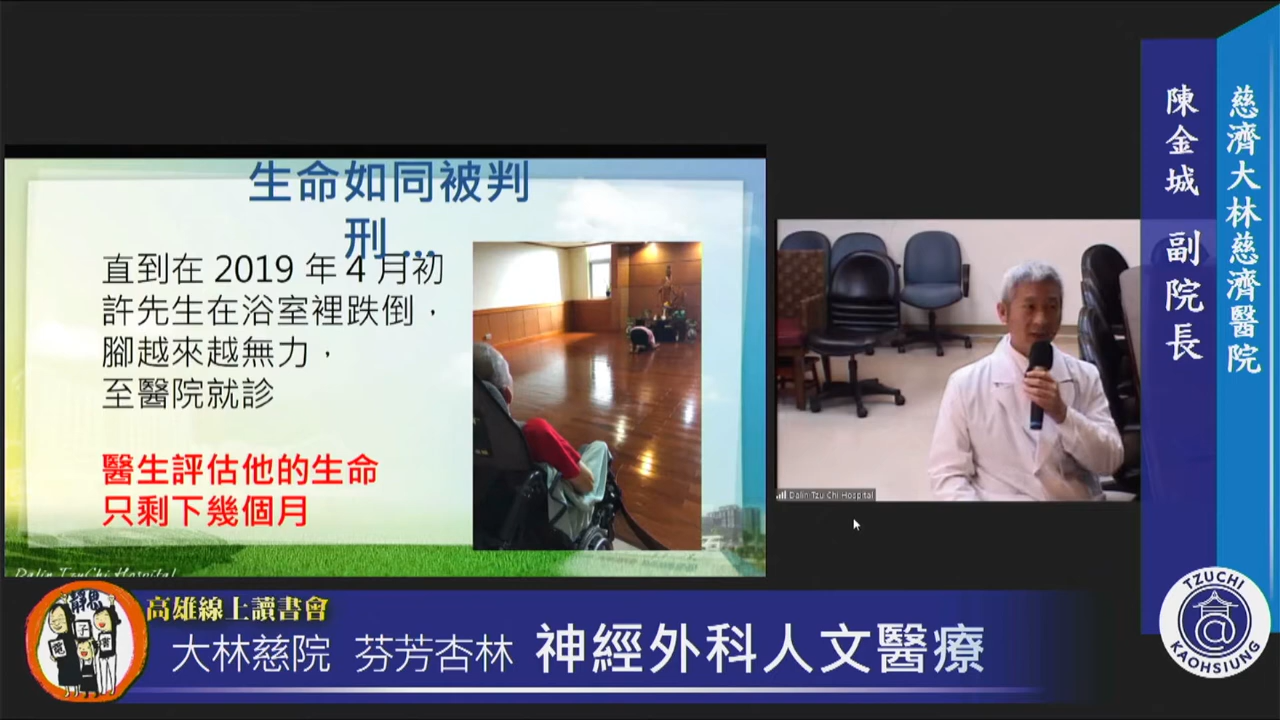 生命如同被判
刑...
直到在 2019 年 4 月初
許先生在浴室裡跌倒，
腳越來越無力，
至醫院就診
醫生評估他的生命
只剩下幾個月
Dalin TzuChi Hospital
Dalin Tzu Chi Hospital
慈濟大林慈濟醫院
陳金城 副院長
靜思
高雄線上讀書會
大林慈院 芬芳杏林 神經外科人文醫療
TZUCHI
KAOHSIUNG